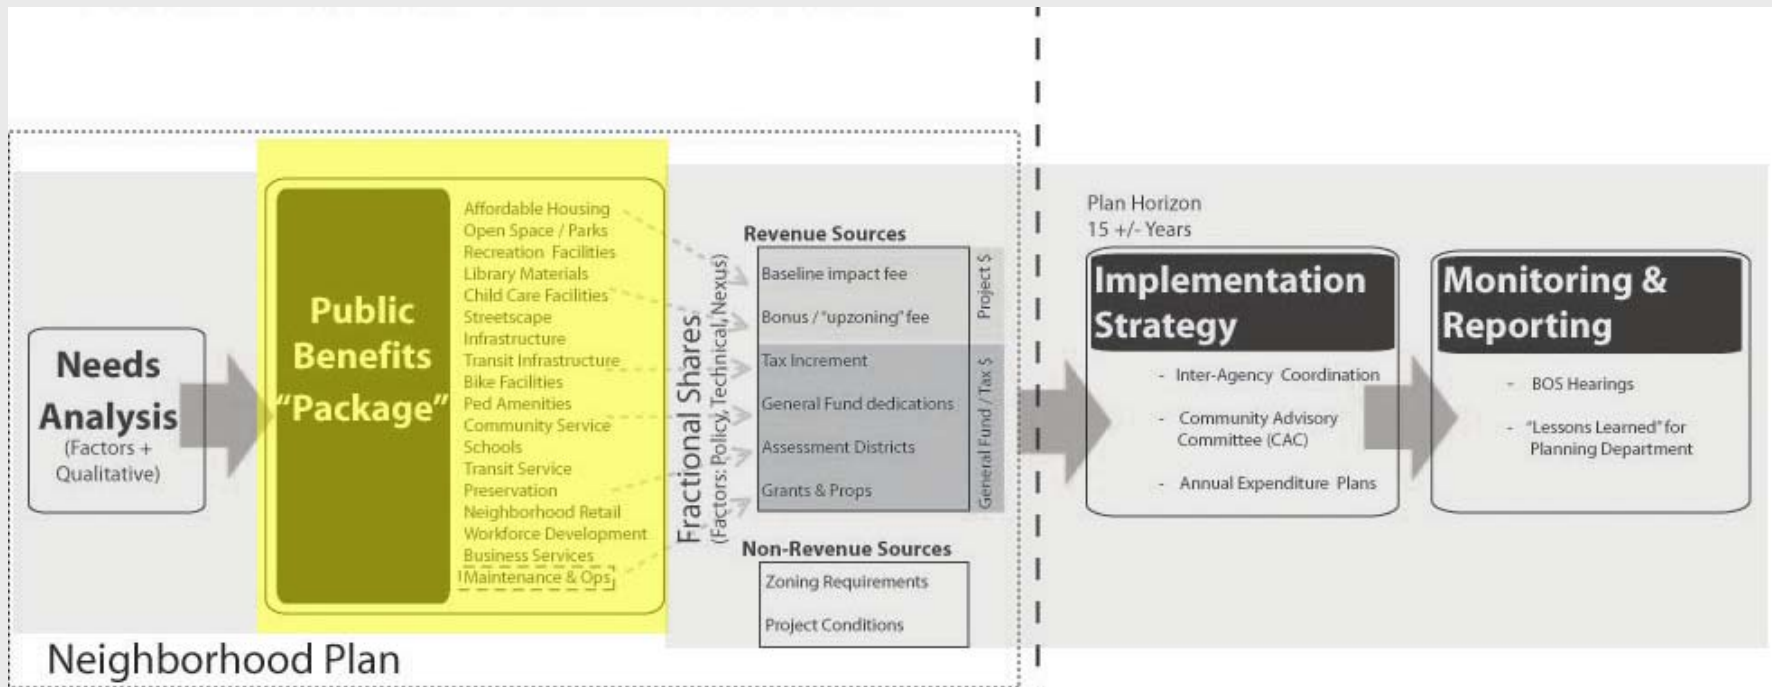 Needs
Analysis
(Factors +
Qualitative)
Public
Benefits
"Package"
Affordable Housing
Open Space / Parks
Recreation Facilities
Library Materials
Child Care Facilities
Streetscape
Infrastructure
Transit Infrastructure
Bike Facilities
Ped Amenities
Community Service
Schools
Transit Service
Preservation
Neighborhood Retail
Workforce Development
Business Services
Maintenance & Ops
Fractional Shares
(Factors: Policy, Technical, Nexus)
Revenue Sources
Baseline impact fee
Bonus / "upzoning" fee
Tax Increment
General Fund dedications
Assessment Districts
Grants & Props
Project $
General Fund / Tax $
Non-Revenue Sources
Zoning Requirements
Project Conditions
Neighborhood Plan
Plan Horizon
15 +/- Years
Implementation
Strategy
- Inter-Agency Coordination
- Community Advisory
Committee (CAC)
- Annual Expenditure Plans
Monitoring &
Reporting
- BOS Hearings
- "Lessons Learned" for
Planning Department